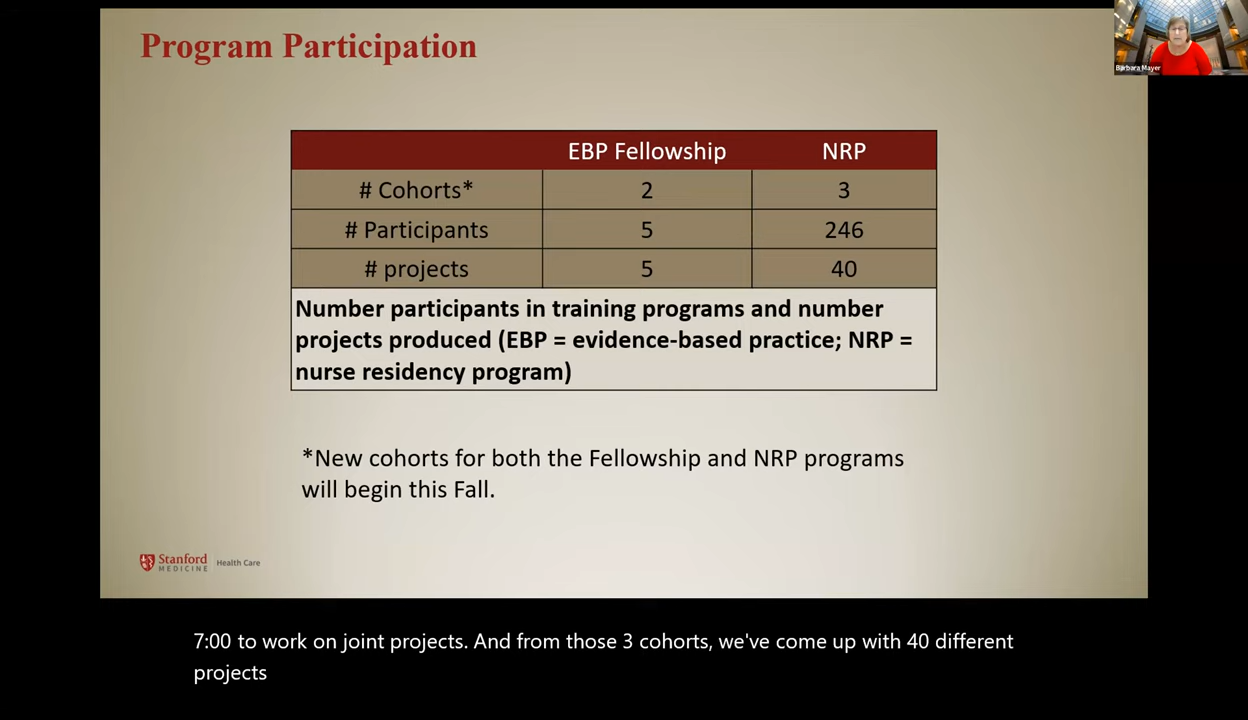 Program Participation
Barbara Mayer
EBP Fellowship NRP
# Cohorts* 2 3
# Participants 5 246
# projects 5 40
Number participants in training programs and number
projects produced (EBP = evidence-based practice; NRP =
nurse residency program)
*New cohorts for both the Fellowship and NRP programs
will begin this Fall.
Stanford
MEDICINE
Health Care
7:00 to work on joint projects. And from those 3 cohorts, we've come up with 40 different
projects